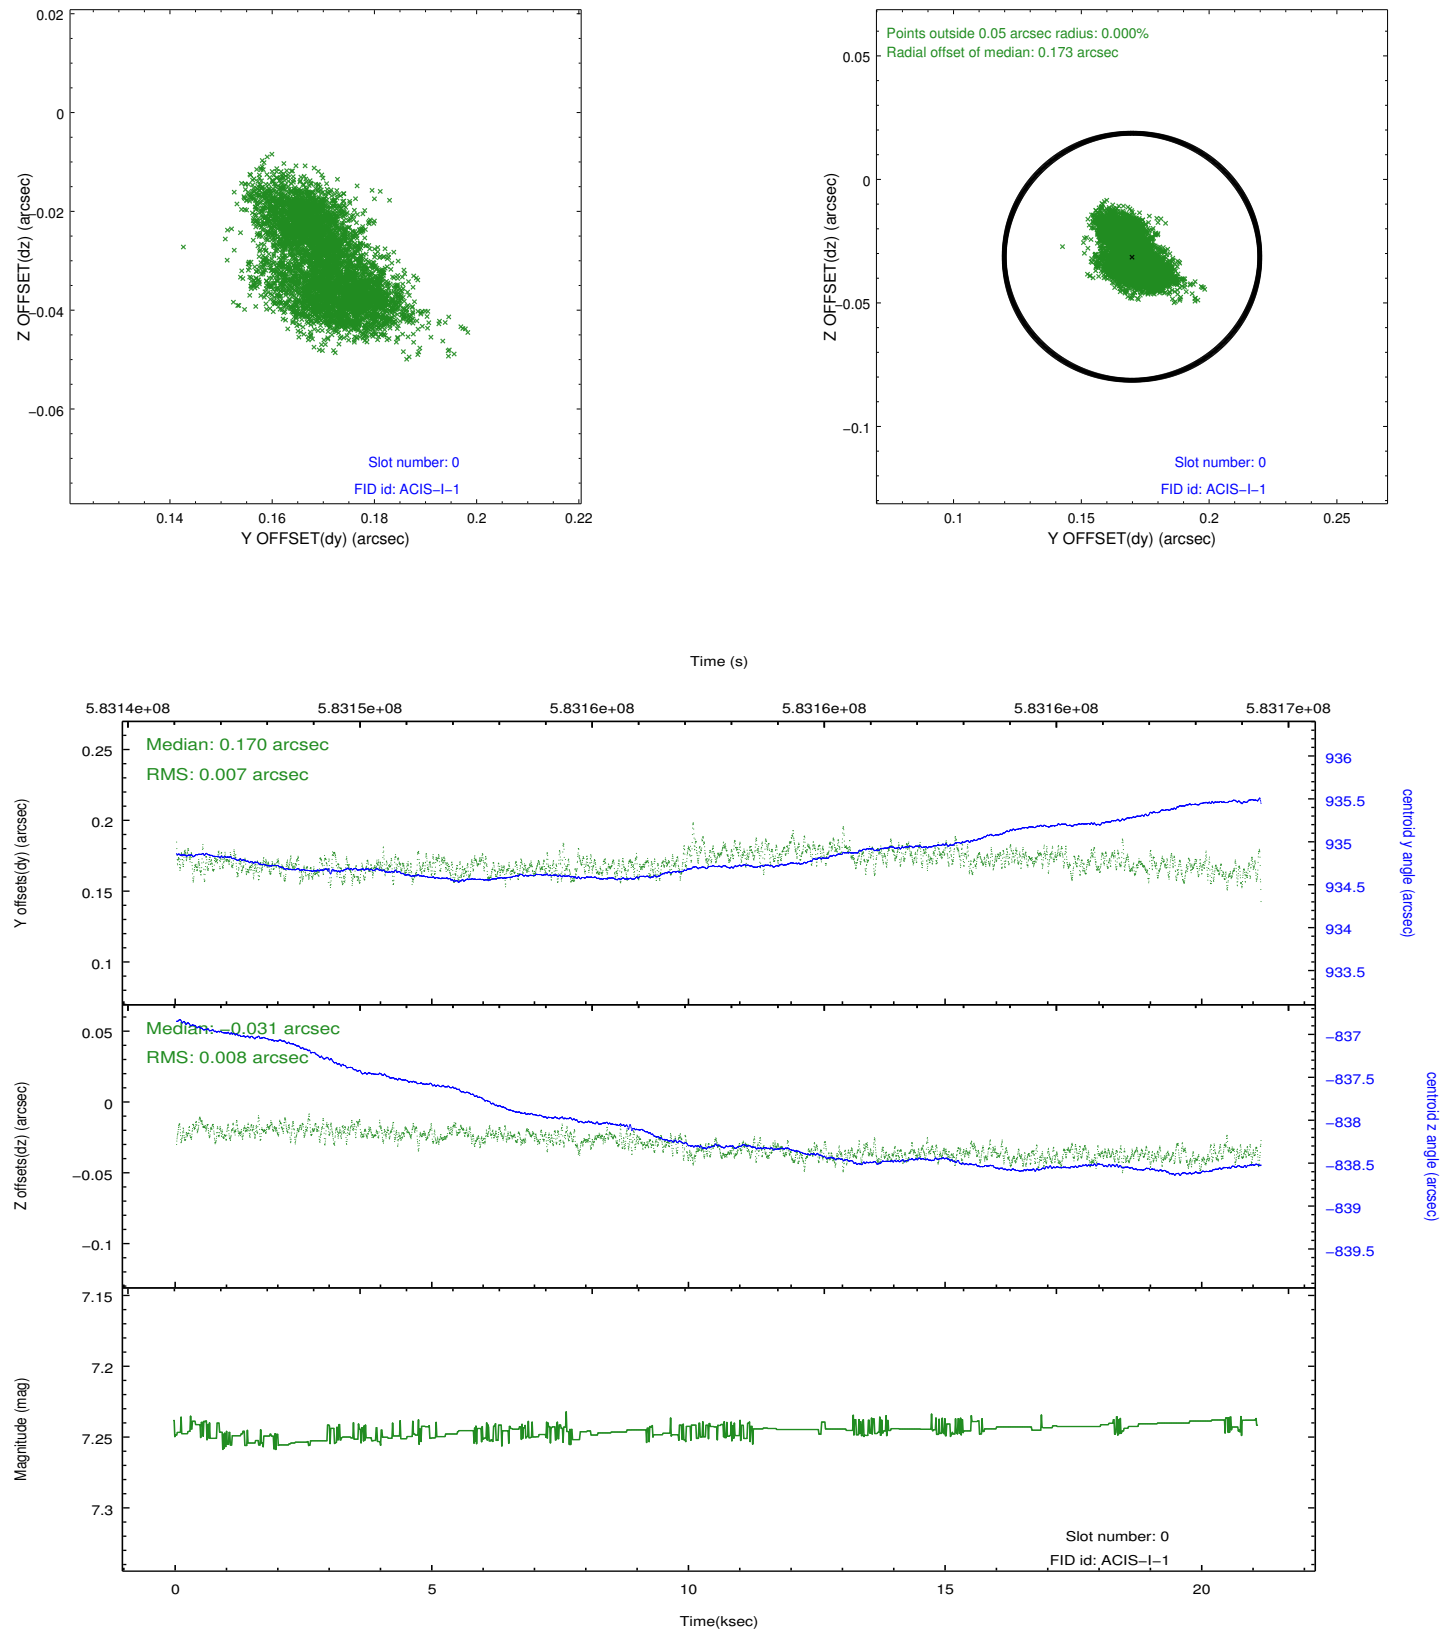 0.02
0
−0.02
−0.04
−0.06
Z OFFSET(dz) (arcsec)
Slot number: 0
FID id: ACIS−I−1
0.14 0.16 0.18 0.2 0.22
Y OFFSET(dy) (arcsec)
Points outside 0.05 arcsec radius: 0.000%
Radial offset of median: 0.173 arcsec
0.05
0
−0.05
−0.1
Z OFFSET(dz) (arcsec)
Slot number: 0
FID id: ACIS−I−1
0.1 0.15 0.2 0.25
Y OFFSET(dy) (arcsec)
Time (s)
5.8314e+08 5.8315e+08 5.8316e+08 5.8316e+08 5.8316e+08 5.8317e+08
Median: 0.170 arcsec
RMS: 0.007 arcsec
0.25
0.2
0.15
0.1
Y offsets(dy) (arcsec)
936
935.5
935
934.5
934
933.5
centroid y angle (arcsec)
Median: −0.031 arcsec
RMS: 0.008 arcsec
0.05
0
−0.05
−0.1
Z offsets(dz) (arcsec)
−837
−837.5
−838
−838.5
−839
−839.5
centroid z angle (arcsec)
7.15
7.2
7.25
7.3
Magnitude (mag)
Slot number: 0
FID id: ACIS−I−1
0 5 10 15 20
Time(ksec)